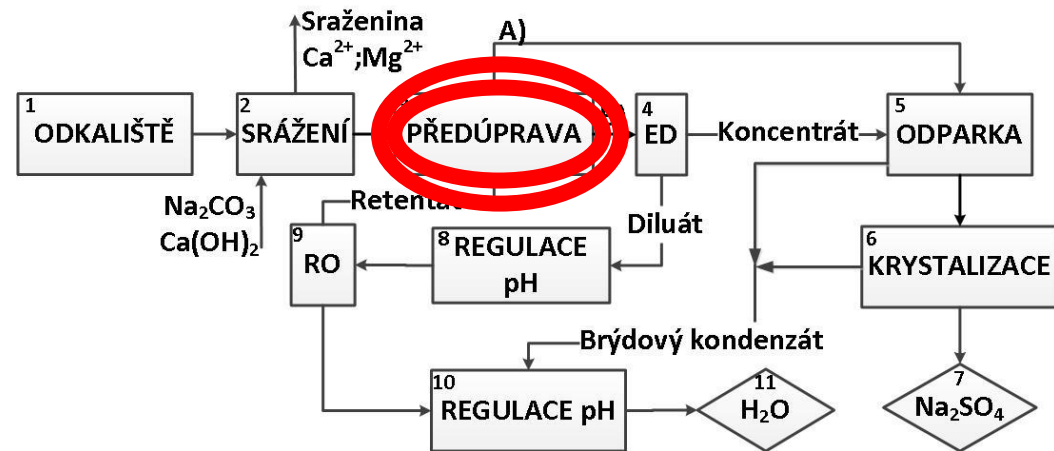 Sraženina
Ca²⁺;Mg²⁺
A)
1
ODKALIŠTĚ
2
SRÁŽENÍ
PŘEDÚPRAVA
4
ED
Koncentrát
5
ODPARKA
Na₂CO₃
Ca(OH)₂
9
RO
8
REGULACE
pH
Diluát
6
KRYSTALIZACE
Brýdový kondenzát
10
REGULACE pH
11
H₂O
7
Na₂SO₄